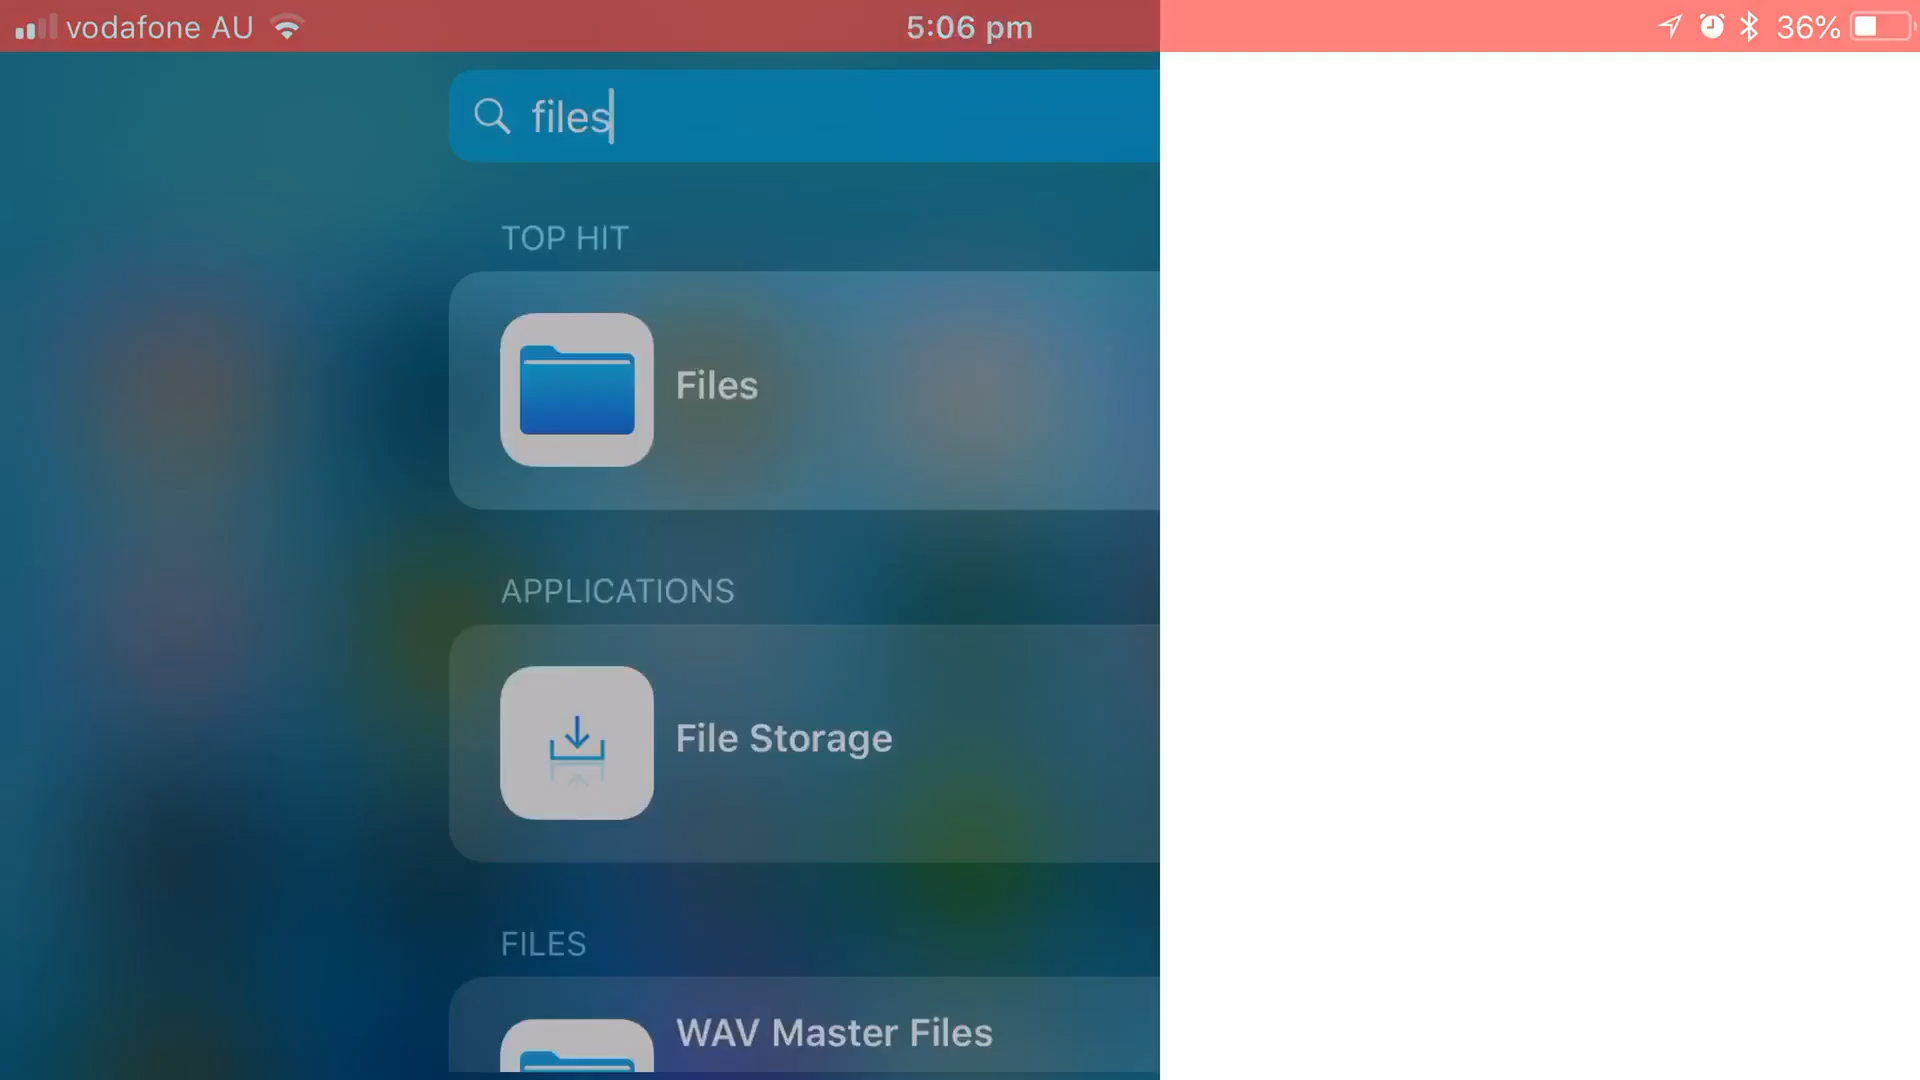 vodafone AU
5:06 pm
36%
files
TOP HIT
Files
APPLICATIONS
File Storage
FILES
WAV Master Files